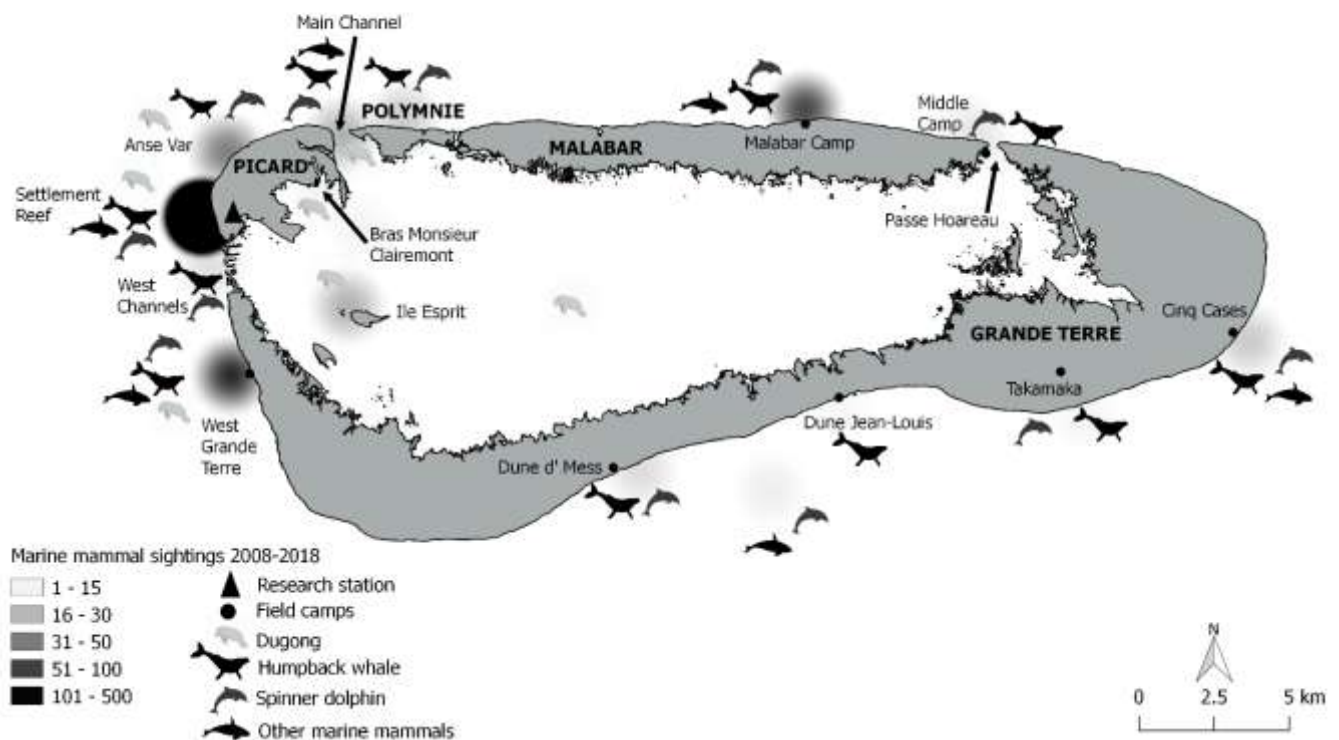 Main Channel
POLYMNIE
Anse Var
PICARD
MALABAR
Malabar Camp
Middle
Camp
Settlement
Reef
Bras Monsieur
Clairemont
Passe Hoareau
West
Channels
Ile Esprit
Cinq Cases
GRANDE TERRE
Takamaka
West
Grande
Terre
Dune Jean-Louis
Dune d' Mess
Marine mammal sightings 2008-2018
1 - 15
16 - 30
31 - 50
51 - 100
101 - 500
Research station
Field camps
Dugong
Humpback whale
Spinner dolphin
Other marine mammals
N
0 2.5 5 km